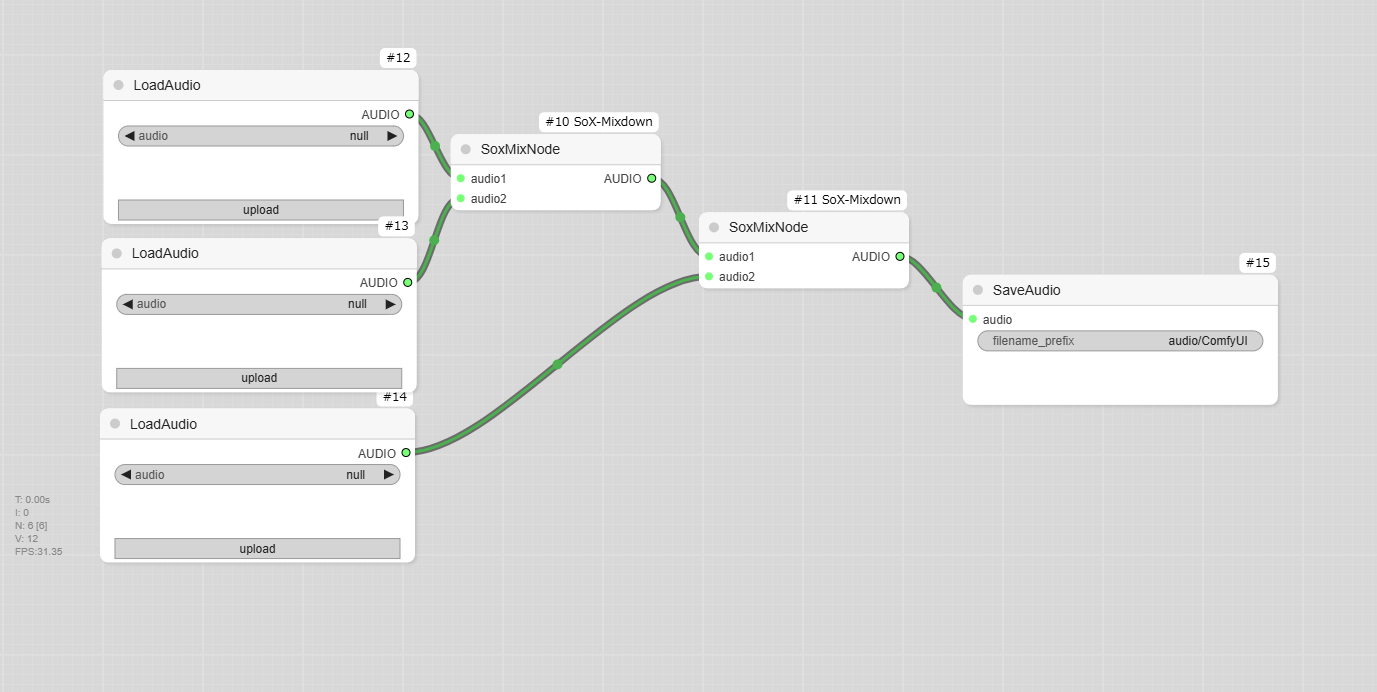 #12
LoadAudio
AUDIO
audio null
upload
#13
LoadAudio
AUDIO
audio null
upload
#14
LoadAudio
AUDIO
audio null
upload
#10 SoX-Mixdown
SoxMixNode
audio1 AUDIO
audio2
#11 SoX-Mixdown
SoxMixNode
audio1 AUDIO
audio2
#15
SaveAudio
audio
filename_prefix audio/ComfyUI
T: 0.00s
I: 0
N: 6 [6]
V: 12
FPS:31.35